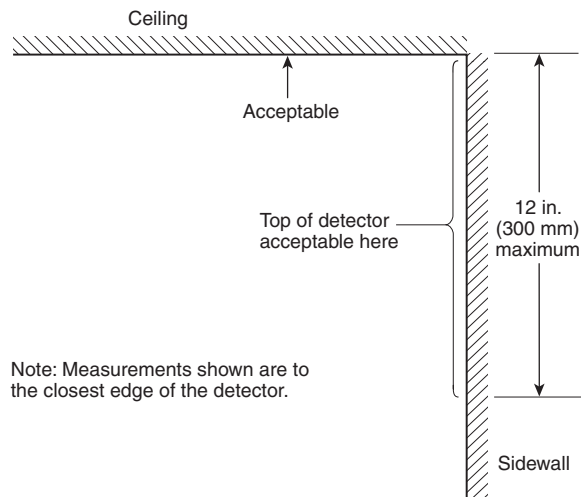 Ceiling
Acceptable
Top of detector
acceptable here
12 in.
(300 mm)
maximum
Note: Measurements shown are to
the closest edge of the detector.
Sidewall